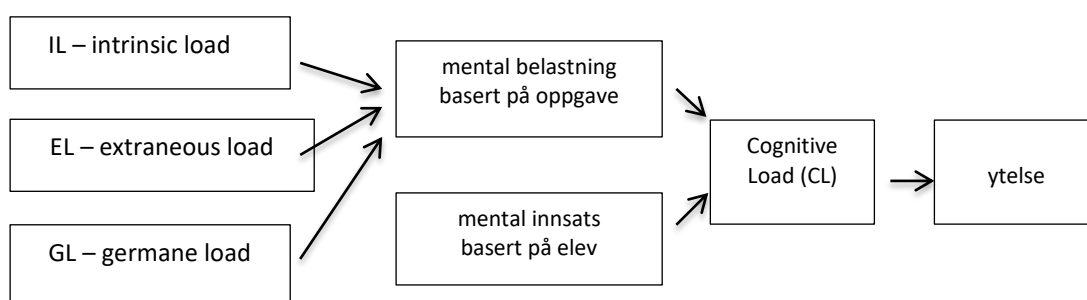 IL – intrinsic load
EL – extraneous load
GL – germane load
mental belastning
basert på oppgave
mental innsats
basert på elev
Cognitive
Load (CL)
ytelse